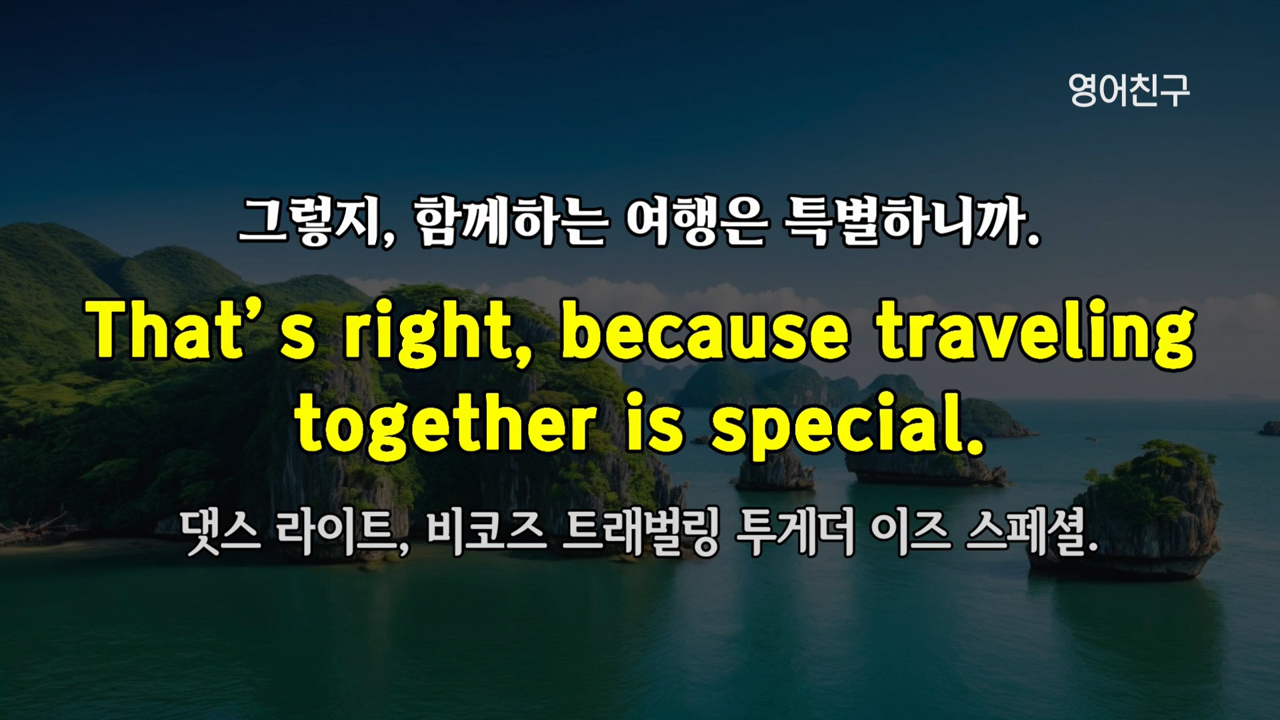 영어친구
그렇지, 함께하는 여행은 특별하니까.
That's right, because traveling
together is special.
댓스 라이트, 비코즈 트래벌링 투게더 이즈 스페셜.